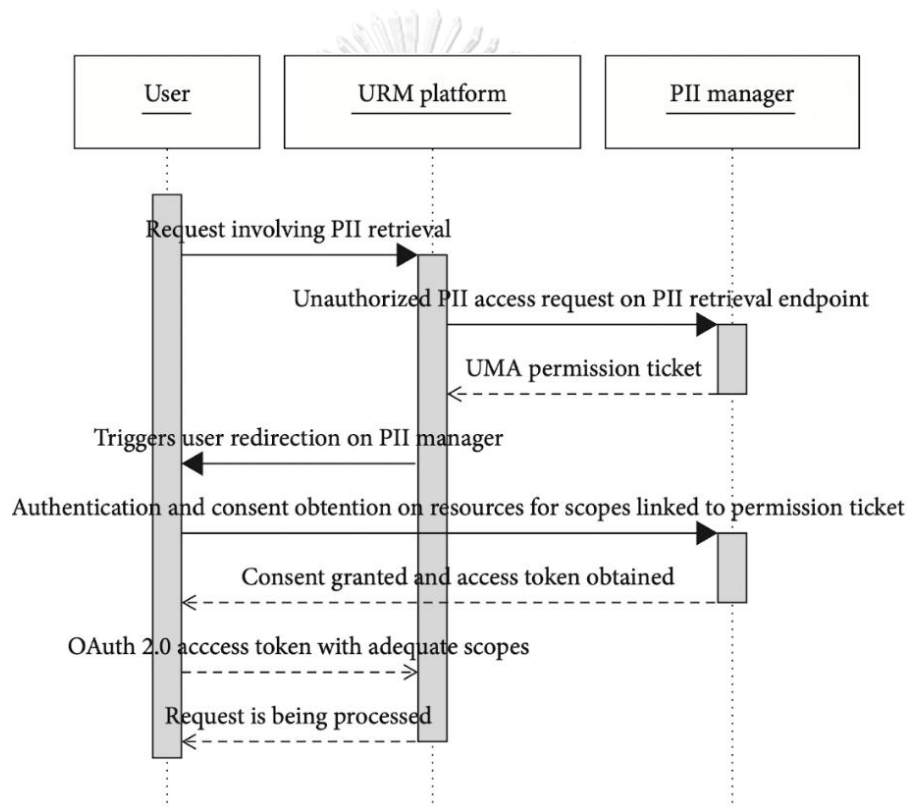 User
URM platform
PII manager
Request involving PII retrieval
Unauthorized PII access request on PII retrieval endpoint
UMA permission ticket
Triggers user redirection on PII manager
Authentication and consent obtention on resources for scopes linked to permission ticket
Consent granted and access token obtained
OAuth 2.0 acccess token with adequate scopes
Request is being processed